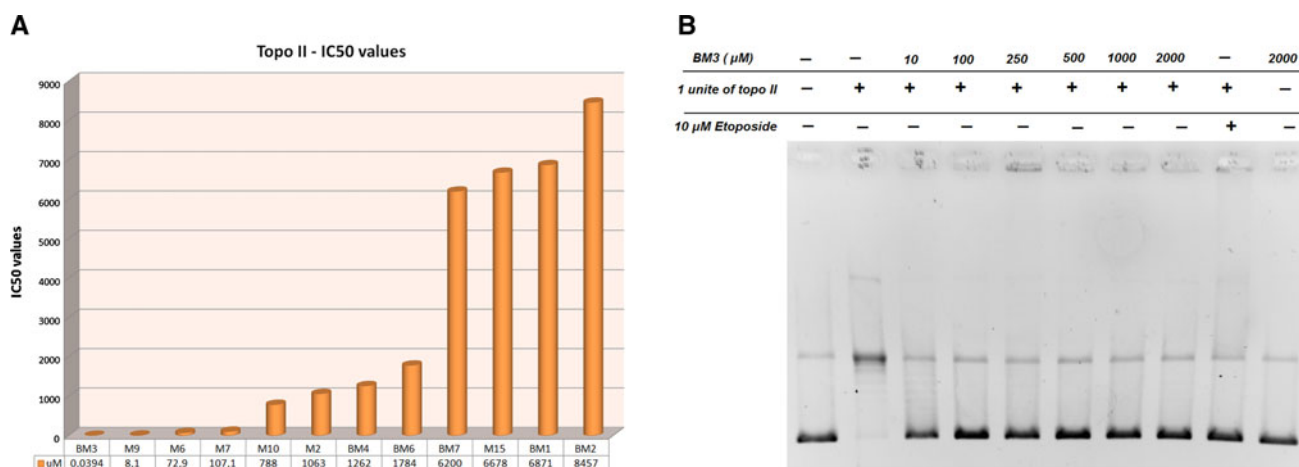 A
Topo II - IC50 values
IC50 values
9000
8000
7000
6000
5000
4000
3000
2000
1000
0
BM3 M9 M6 M7 M10 M2 BM4 BM6 BM7 M15 BM1 BM2
uM 0.0394 8.1 72.9 107.1 788 1063 1262 1784 6200 6678 6871 8457
B
BM3 ( µM) – – 10 100 250 500 1000 2000 – 2000
1 unite of topo II – + + + + + + + + –
10 µM Etoposide – – – – – – – – + –